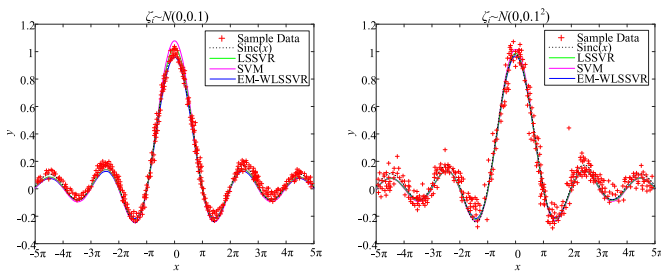 ζi~N(0,0.1)
1.2
1
0.8
0.6
0.4
0.2
0
-0.2
-0.4
y
Sample Data
Sinc(x)
LSSVR
SVM
EM-WLSSVR
-5π -4π -3π -2π -π 0 π 2π 3π 4π 5π
x
ζi~N(0,0.1²)
1.2
1
0.8
0.6
0.4
0.2
0
-0.2
-0.4
y
Sample Data
Sinc(x)
LSSVR
SVM
EM-WLSSVR
-5π -4π -3π -2π -π 0 π 2π 3π 4π 5π
x